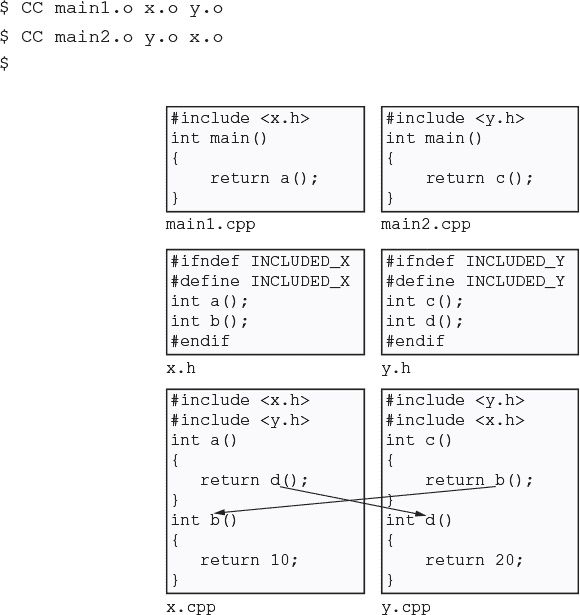 $ CC main1.o x.o y.o
$ CC main2.o y.o x.o
$
#include <x.h>
int main()
{
    return a();
}
main1.cpp
#include <y.h>
int main()
{
    return c();
}
main2.cpp
#ifndef INCLUDED_X
#define INCLUDED_X
int a();
int b();
#endif
x.h
#ifndef INCLUDED_Y
#define INCLUDED_Y
int c();
int d();
#endif
y.h
#include <x.h>
#include <y.h>
int a()
{
   return d();
}
int b()
{
   return 10;
}
x.cpp
#include <y.h>
#include <x.h>
int c()
{
    return b();
}
int d()
{
    return 20;
}
y.cpp